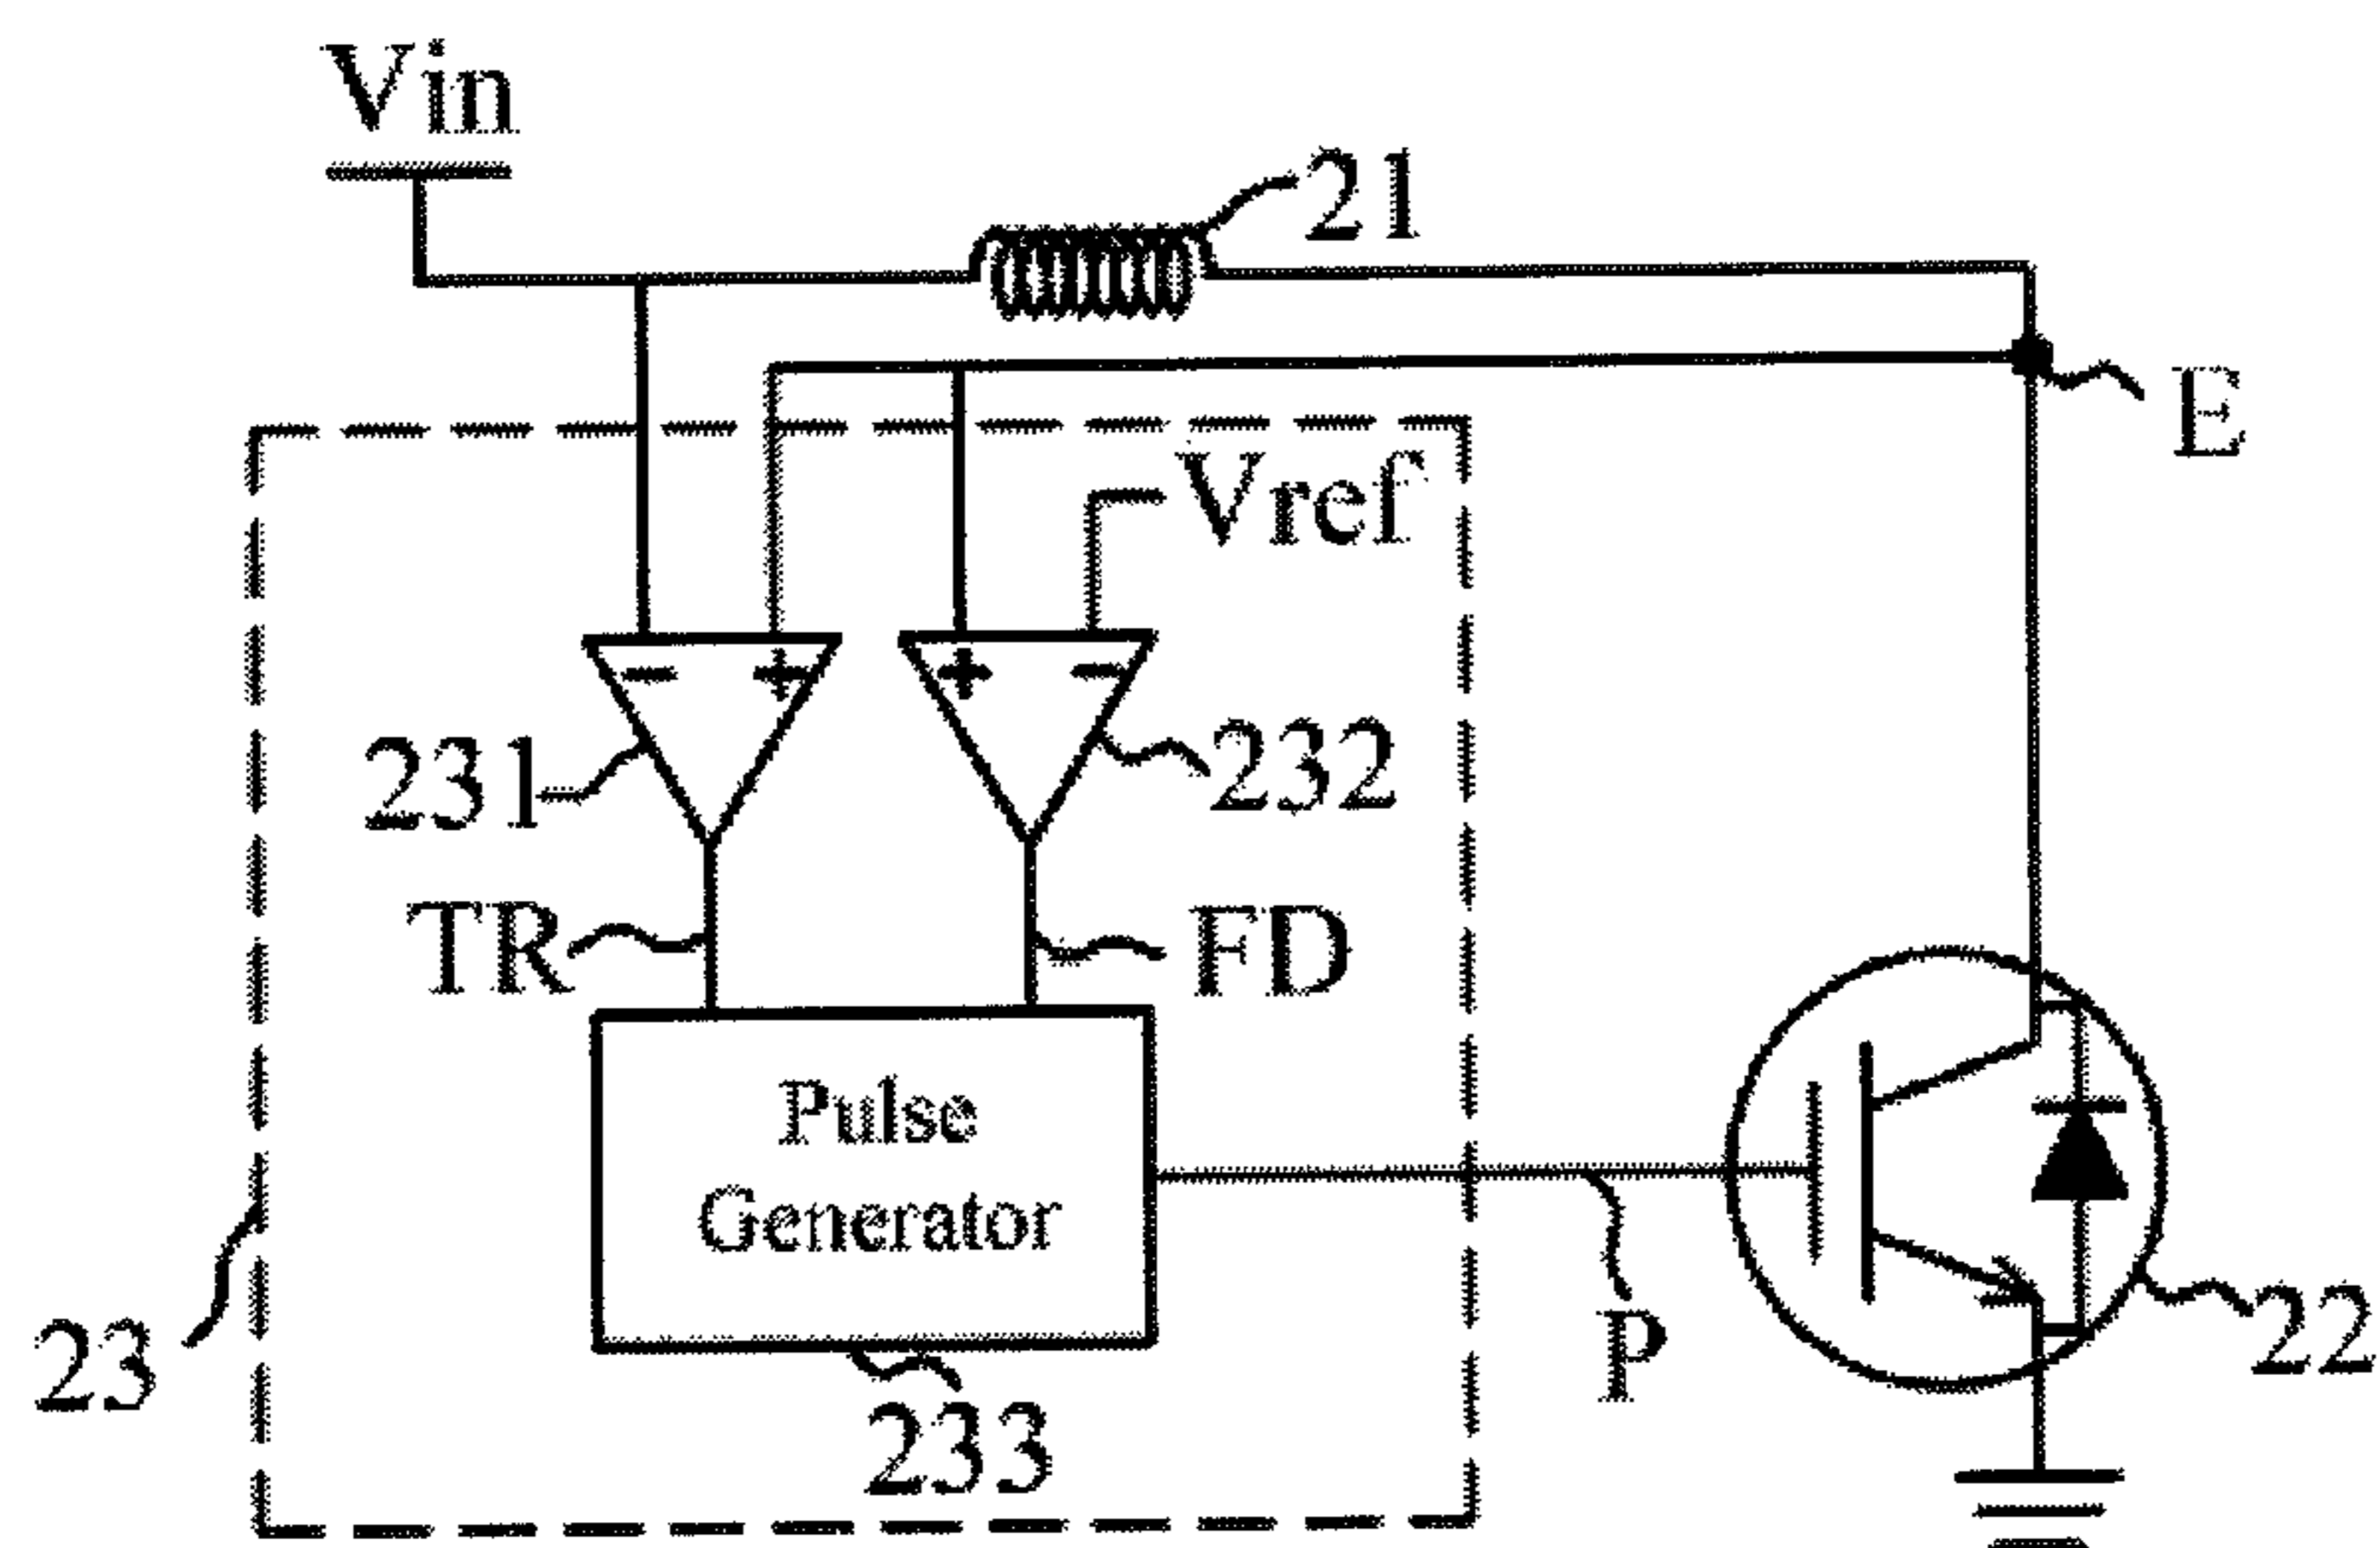 Vin
21
E
Vref
- +
+ -
231
232
TR
FD
Pulse
Generator
P
22
23
233